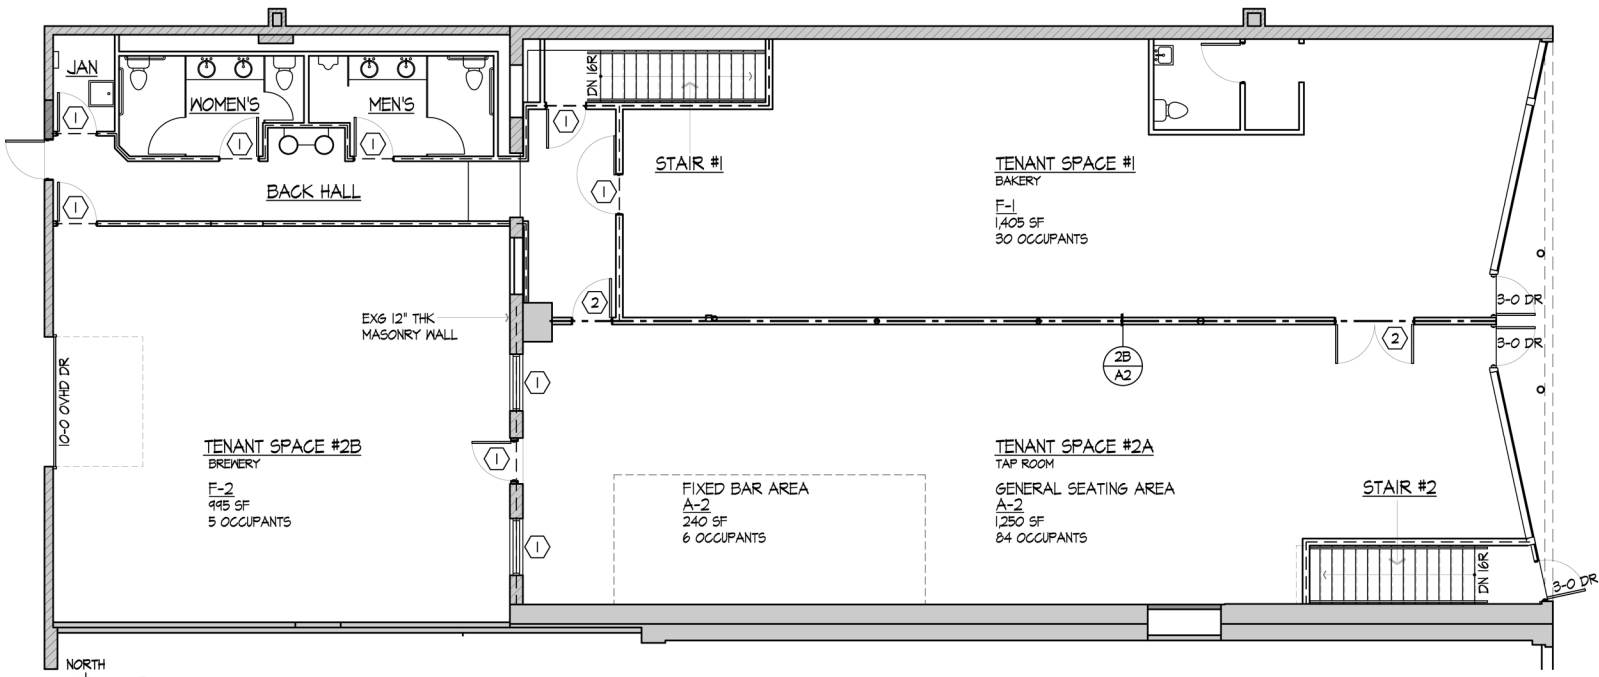 JAN
1
WOMEN'S
MEN'S
1
1
1
BACK HALL
DN 16R
1
STAIR #1
1
2
TENANT SPACE #1
BAKERY
F-1
1,405 SF
30 OCCUPANTS
3-0 DR
3-0 DR
2
2B
A2
EXG 12" THK
MASONRY WALL
1
10-0 OVHD DR
TENANT SPACE #2B
BREWERY
F-2
995 SF
5 OCCUPANTS
1
1
FIXED BAR AREA
A-2
240 SF
6 OCCUPANTS
TENANT SPACE #2A
TAP ROOM
GENERAL SEATING AREA
A-2
1,250 SF
84 OCCUPANTS
STAIR #2
DN 16R
3-0 DR
NORTH